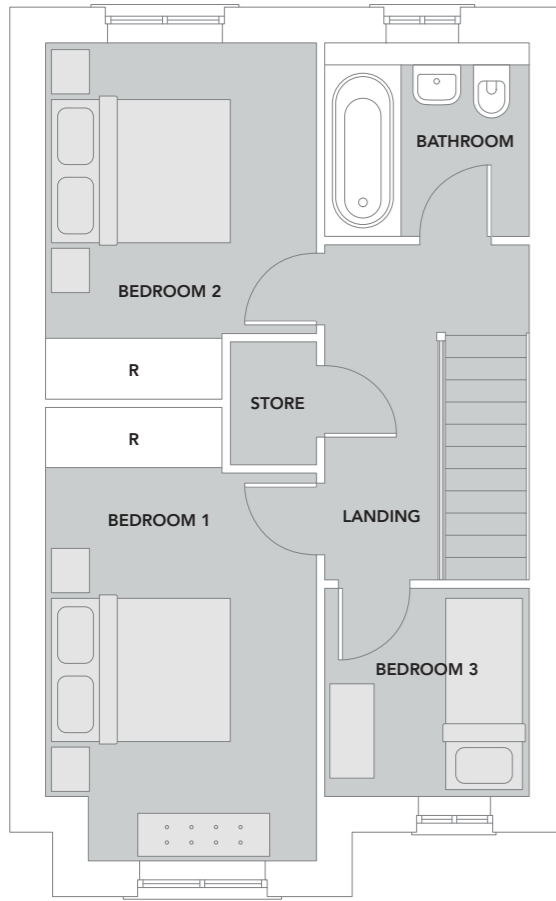 BATHROOM
BEDROOM 2
R
STORE
R
BEDROOM 1
LANDING
BEDROOM 3